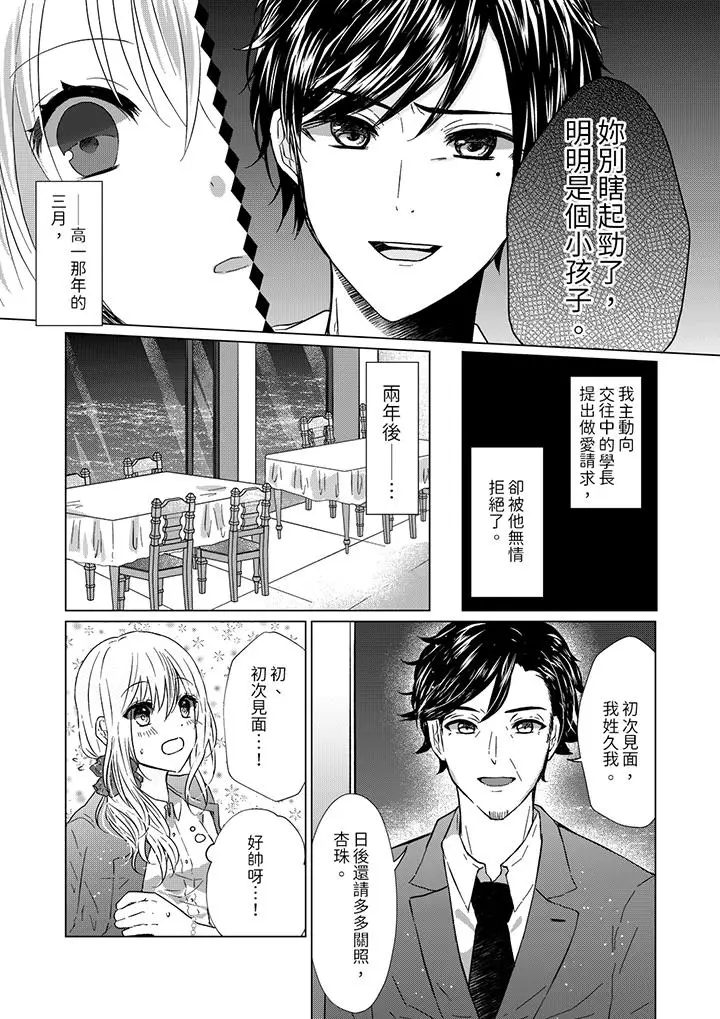 妳別瞎起勁了，
明明是個小孩子。
──高一那年的
三月，
我主動向
交往中的學長
提出做愛請求，
卻被他無情
拒絕了。
兩年後──⋯
初次見面，
我姓久我。
日後還請多多關照，
杏珠。
初、
初次見面⋯！
好帥呀⋯！